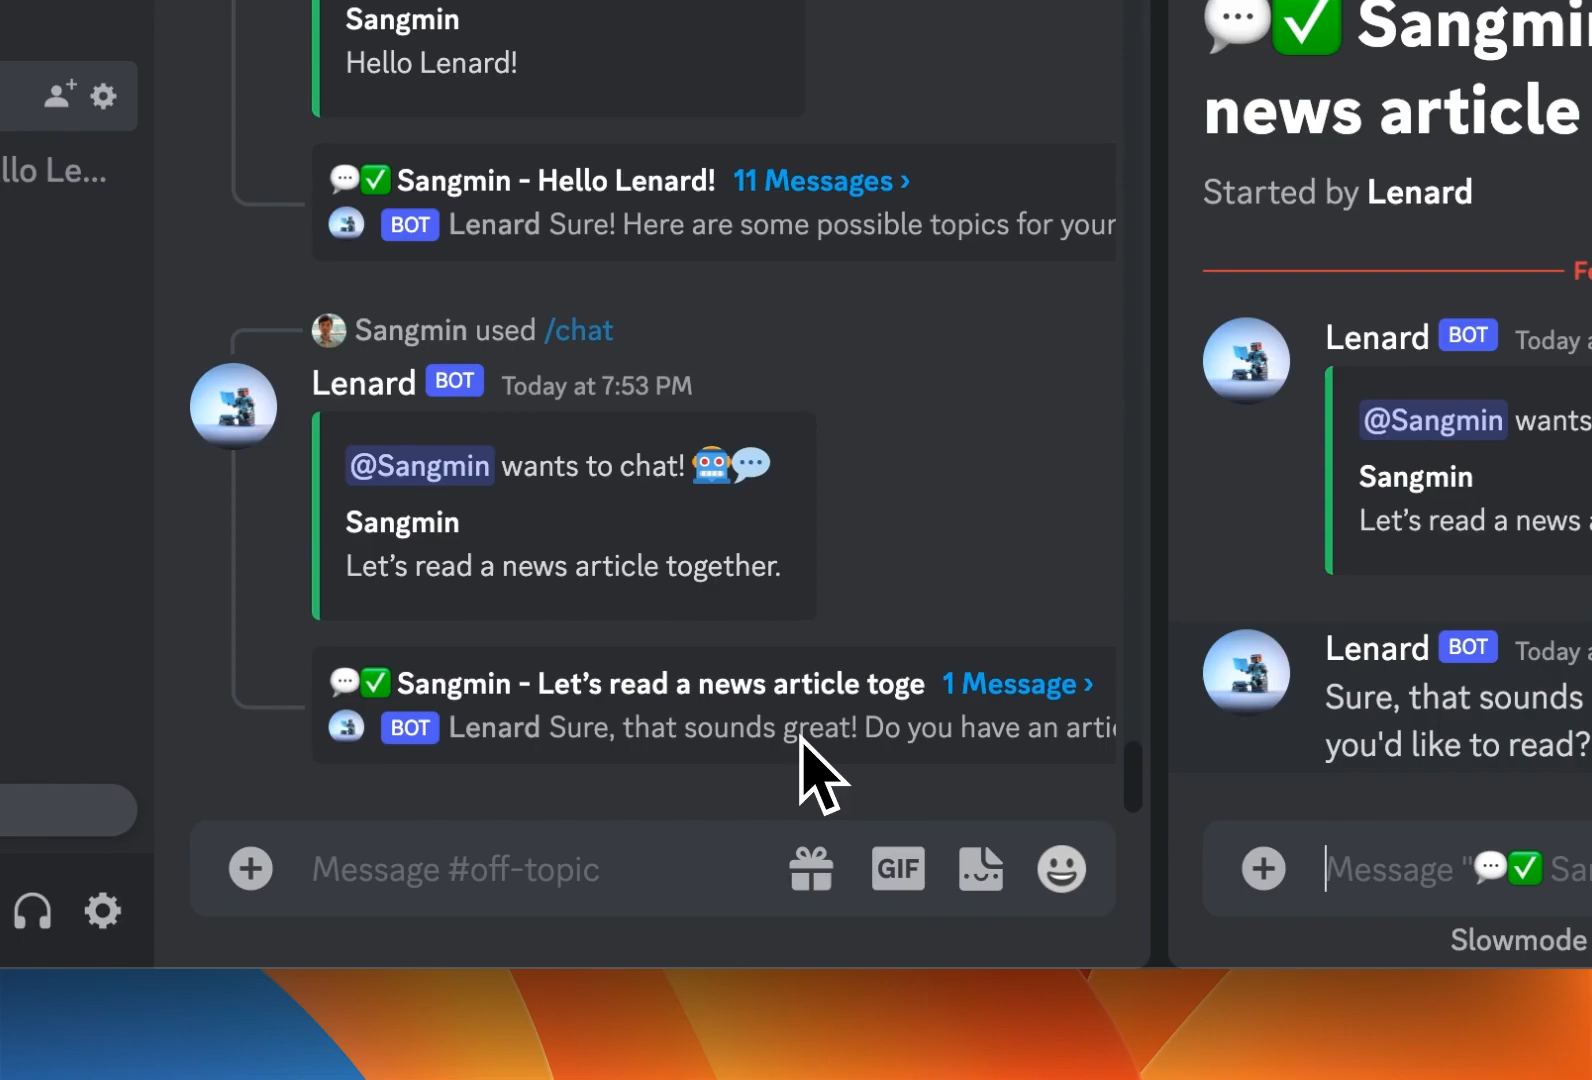 llo Le...
Sangmin
Hello Lenard!
Sangmin - Hello Lenard! 11 Messages ›
BOT Lenard Sure! Here are some possible topics for your
Sangmin used /chat
Lenard BOT Today at 7:53 PM
@Sangmin wants to chat!
Sangmin
Let's read a news article together.
Sangmin - Let's read a news article toge 1 Message ›
BOT Lenard Sure, that sounds great! Do you have an artic
Message #off-topic
GIF
Sangmin
news article
Started by Lenard
Fe
Lenard BOT Today a
@Sangmin wants
Sangmin
Let's read a news a
Lenard BOT Today a
Sure, that sounds
you'd like to read?
Message " Sa
Slowmode